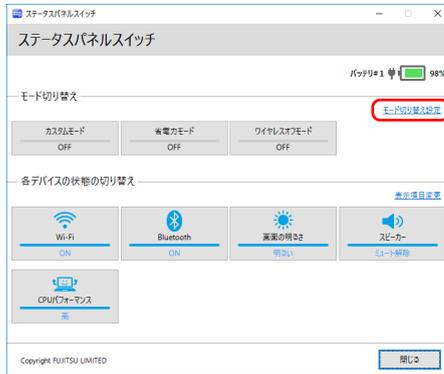 ステータスパネルスイッチ
ステータスパネルスイッチ
バッテリ#1 98%
モード切り替え
モード切り替え設定
カスタムモード 省電力モード ワイヤレスオフモード
OFF OFF OFF
各デバイスの状態の切り替え
表示項目変更
Wi-Fi Bluetooth 画面の明るさ スピーカー
ON ON 明るい ミュート解除
CPUパフォーマンス
高
Copyright FUJITSU LIMITED 閉じる